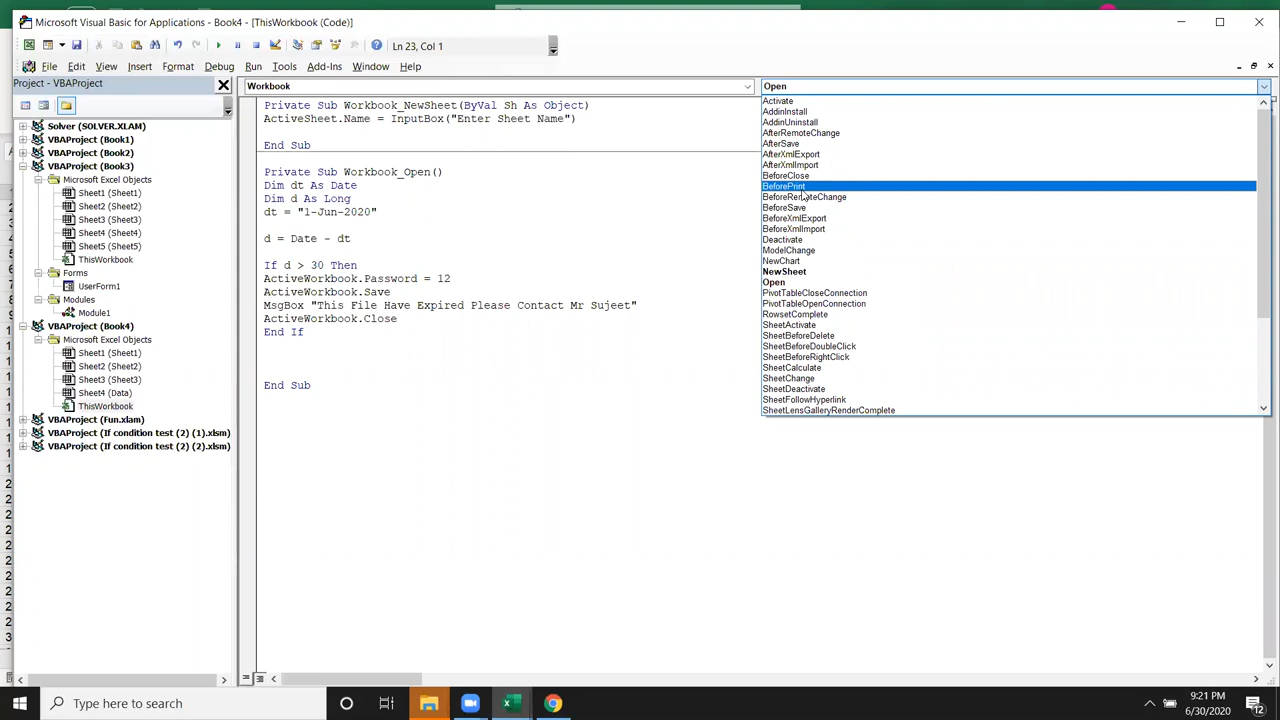 Microsoft Visual Basic for Applications - Book4 - [ThisWorkbook (Code)]
Ln 23, Col 1
File Edit View Insert Format Debug Run Tools Add-Ins Window Help
Project - VBAProject
Solver (SOLVER.XLAM)
VBAProject (Book1)
VBAProject (Book2)
VBAProject (Book3)
Microsoft Excel Objects
Sheet1 (Sheet1)
Sheet2 (Sheet2)
Sheet3 (Sheet3)
Sheet4 (Sheet4)
Sheet5 (Sheet5)
ThisWorkbook
Forms
UserForm1
Modules
Module1
VBAProject (Book4)
Microsoft Excel Objects
Sheet1 (Sheet1)
Sheet2 (Sheet2)
Sheet3 (Sheet3)
Sheet4 (Data)
ThisWorkbook
VBAProject (Fun.xlam)
VBAProject (If condition test (2) (1).xlsm)
VBAProject (If condition test (2) (2).xlsm)
Workbook
Private Sub Workbook_NewSheet(ByVal Sh As Object)
ActiveSheet.Name = InputBox("Enter Sheet Name")
End Sub
Private Sub Workbook_Open()
Dim dt As Date
Dim d As Long
dt = "1-Jun-2020"
d = Date - dt
If d > 30 Then
ActiveWorkbook.Password = 12
ActiveWorkbook.Save
MsgBox "This File Have Expired Please Contact Mr Sujeet"
ActiveWorkbook.Close
End If
End Sub
Open
Activate
AddinInstall
AddinUninstall
AfterRemoteChange
AfterSave
AfterXmlExport
AfterXmlImport
BeforeClose
BeforePrint
BeforeRemoteChange
BeforeSave
BeforeXmlExport
BeforeXmlImport
Deactivate
ModelChange
NewChart
NewSheet
Open
PivotTableCloseConnection
PivotTableOpenConnection
RowsetComplete
SheetActivate
SheetBeforeDelete
SheetBeforeDoubleClick
SheetBeforeRightClick
SheetCalculate
SheetChange
SheetDeactivate
SheetFollowHyperlink
SheetLensGalleryRenderComplete
Type here to search
9:21 PM
6/30/2020
12